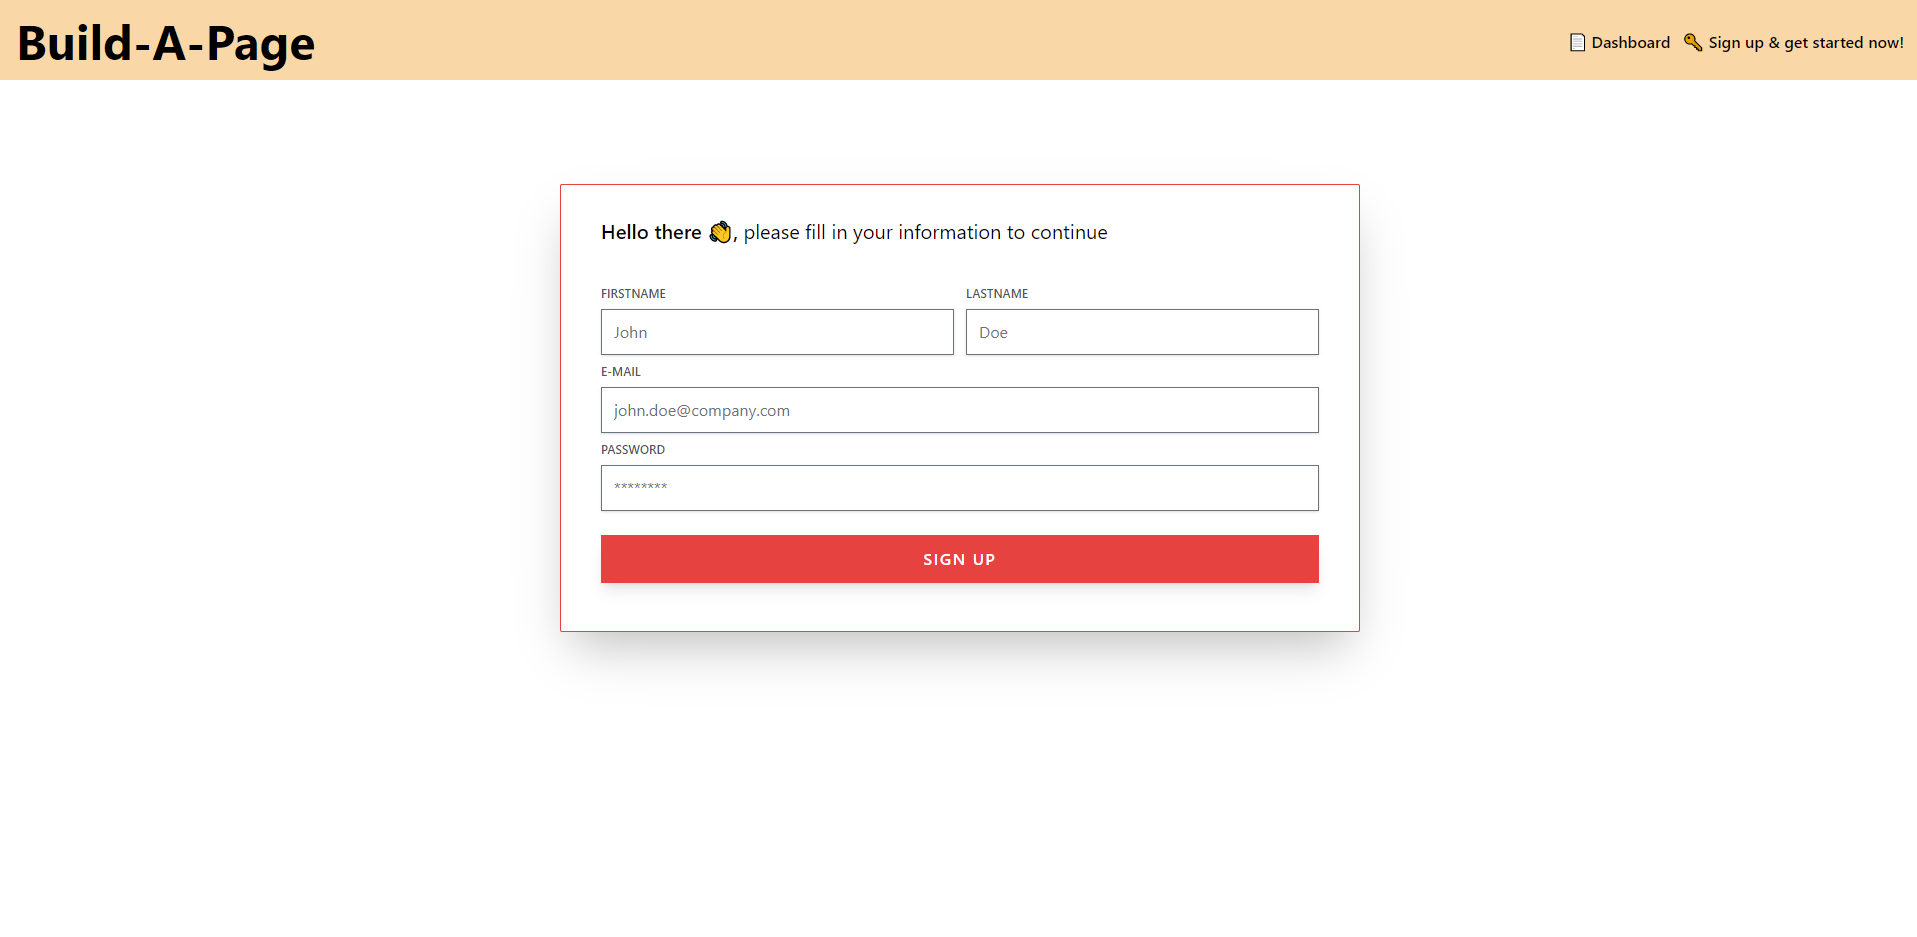 Build-A-Page
📄 Dashboard 🔑 Sign up & get started now!
Hello there 👋, please fill in your information to continue
FIRSTNAME LASTNAME
John Doe
E-MAIL
john.doe@company.com
PASSWORD
********
SIGN UP